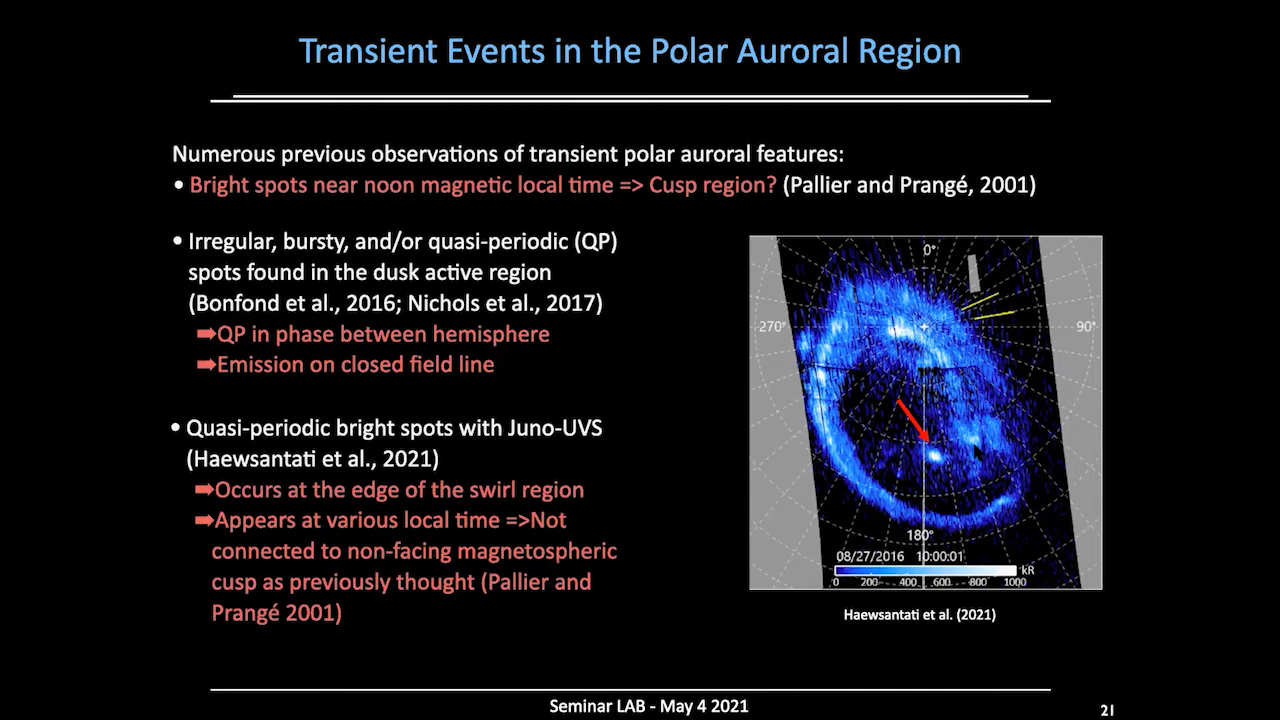 Transient Events in the Polar Auroral Region
Numerous previous observations of transient polar auroral features:
• Bright spots near noon magnetic local time => Cusp region? (Pallier and Prangé, 2001)
• Irregular, bursty, and/or quasi-periodic (QP)
spots found in the dusk active region
(Bonfond et al., 2016; Nichols et al., 2017)
➡QP in phase between hemisphere
➡Emission on closed field line
• Quasi-periodic bright spots with Juno-UVS
(Haewsantati et al., 2021)
➡Occurs at the edge of the swirl region
➡Appears at various local time =>Not
connected to non-facing magnetospheric
cusp as previously thought (Pallier and
Prangé 2001)
0°
270°
90°
180°
08/27/2016 10:00:01
kR
0 200 400 600 800 1000
Haewsantati et al. (2021)
Seminar LAB - May 4 2021
21